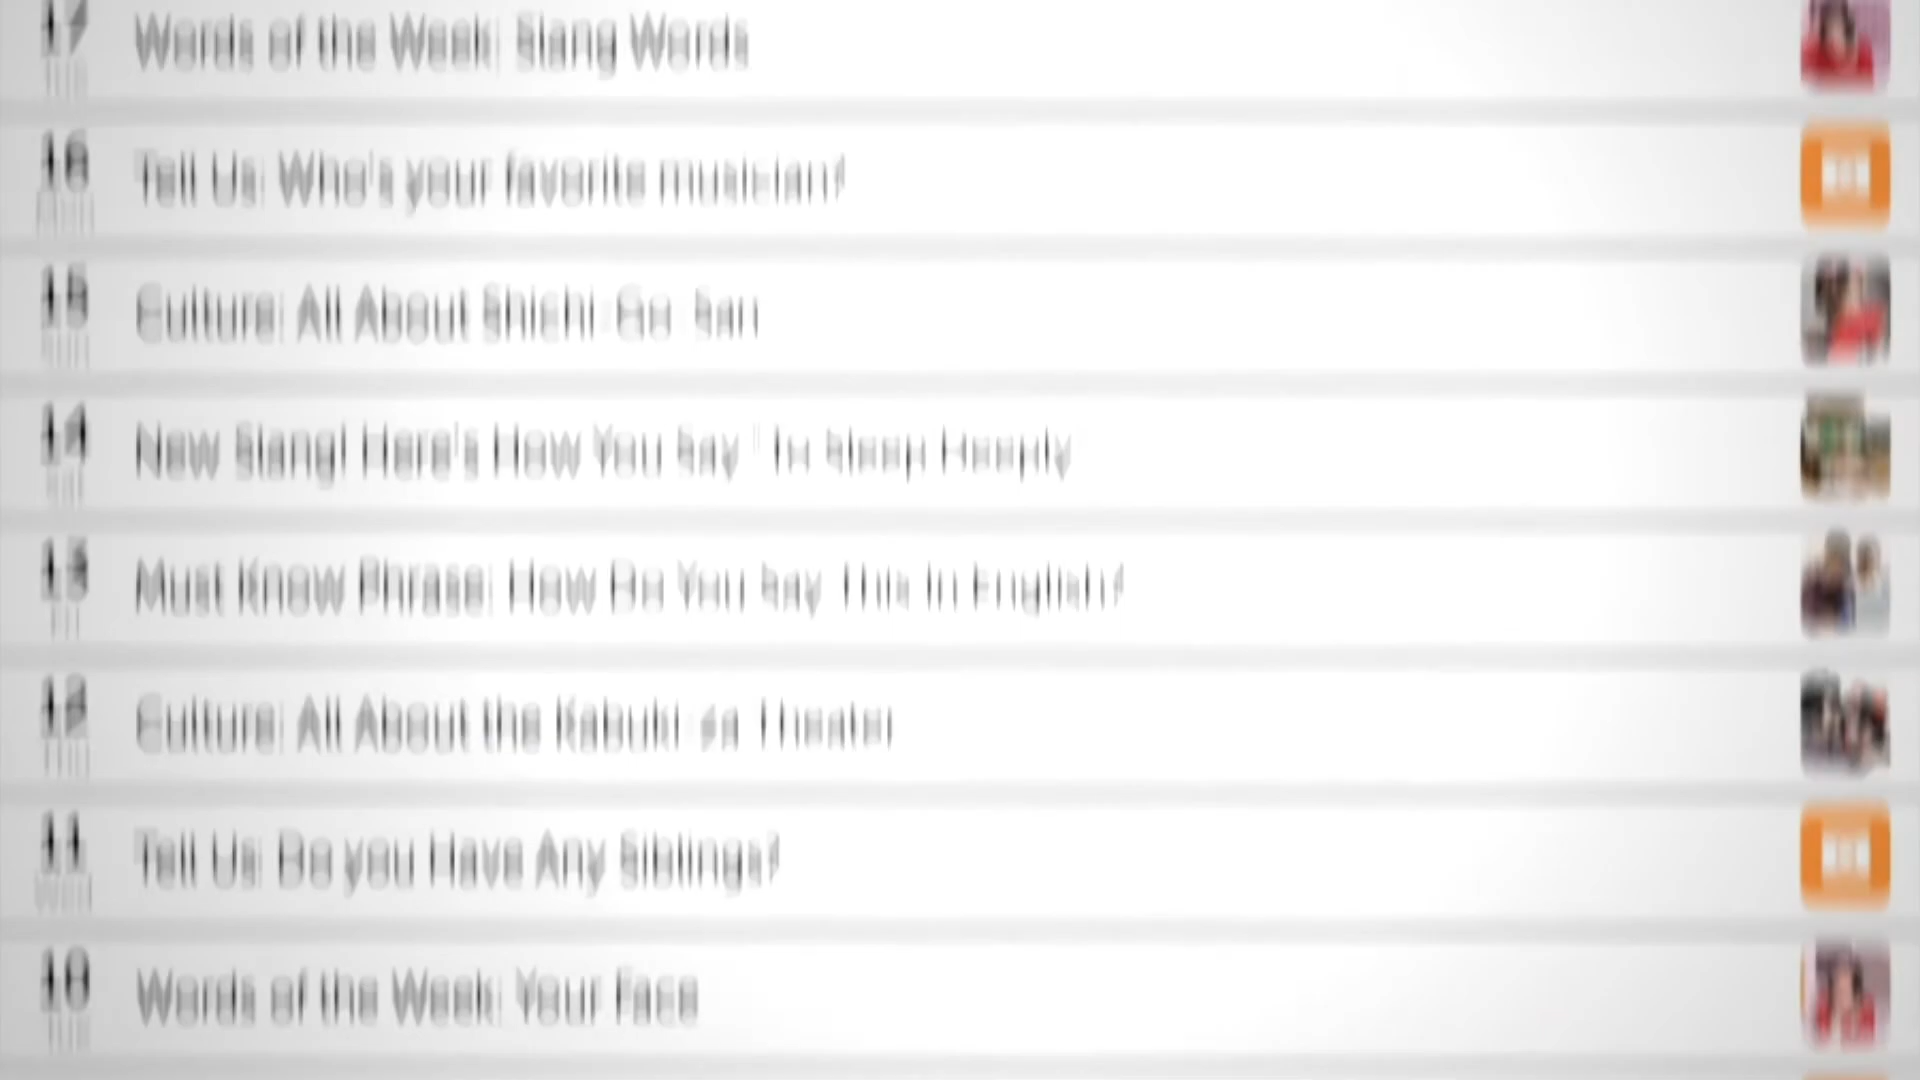 17
Words of the Week: Slang Words
16
Tell Us: Who's your favorite musician?
15
Culture: All About Shichi-Go-San
14
New Slang! Here's How You Say "To Sleep Deeply
13
Must Know Phrase: How Do You Say This In English?
12
Culture: All About the Kabuki-za Theater
11
Tell Us: Do you Have Any Siblings?
10
Words of the Week: Your Face